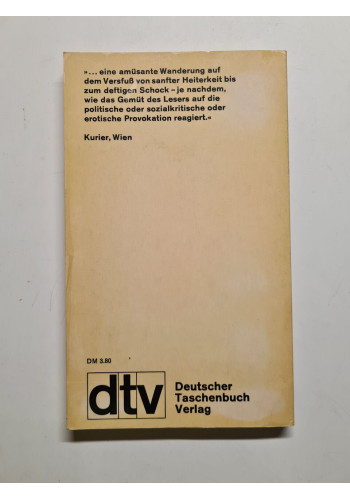 »... eine amüsante Wanderung auf
dem Versfuß von sanfter Heiterkeit bis
zum deftigen Schock – je nachdem,
wie das Gemüt des Lesers auf die
politische oder sozialkritische oder
erotische Provokation reagiert.«
Kurier, Wien
DM 3.80
dtv
Deutscher
Taschenbuch
Verlag